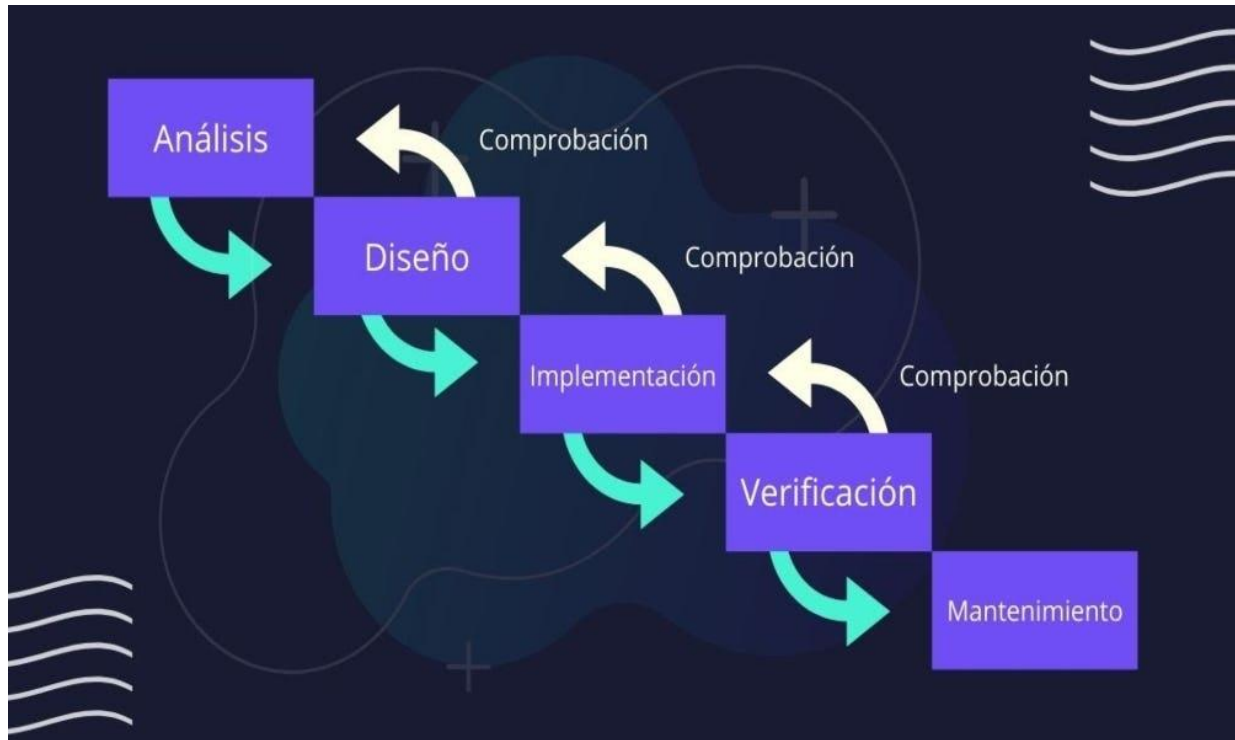 Análisis
Comprobación
Diseño
Comprobación
Implementación
Comprobación
Verificación
Mantenimiento